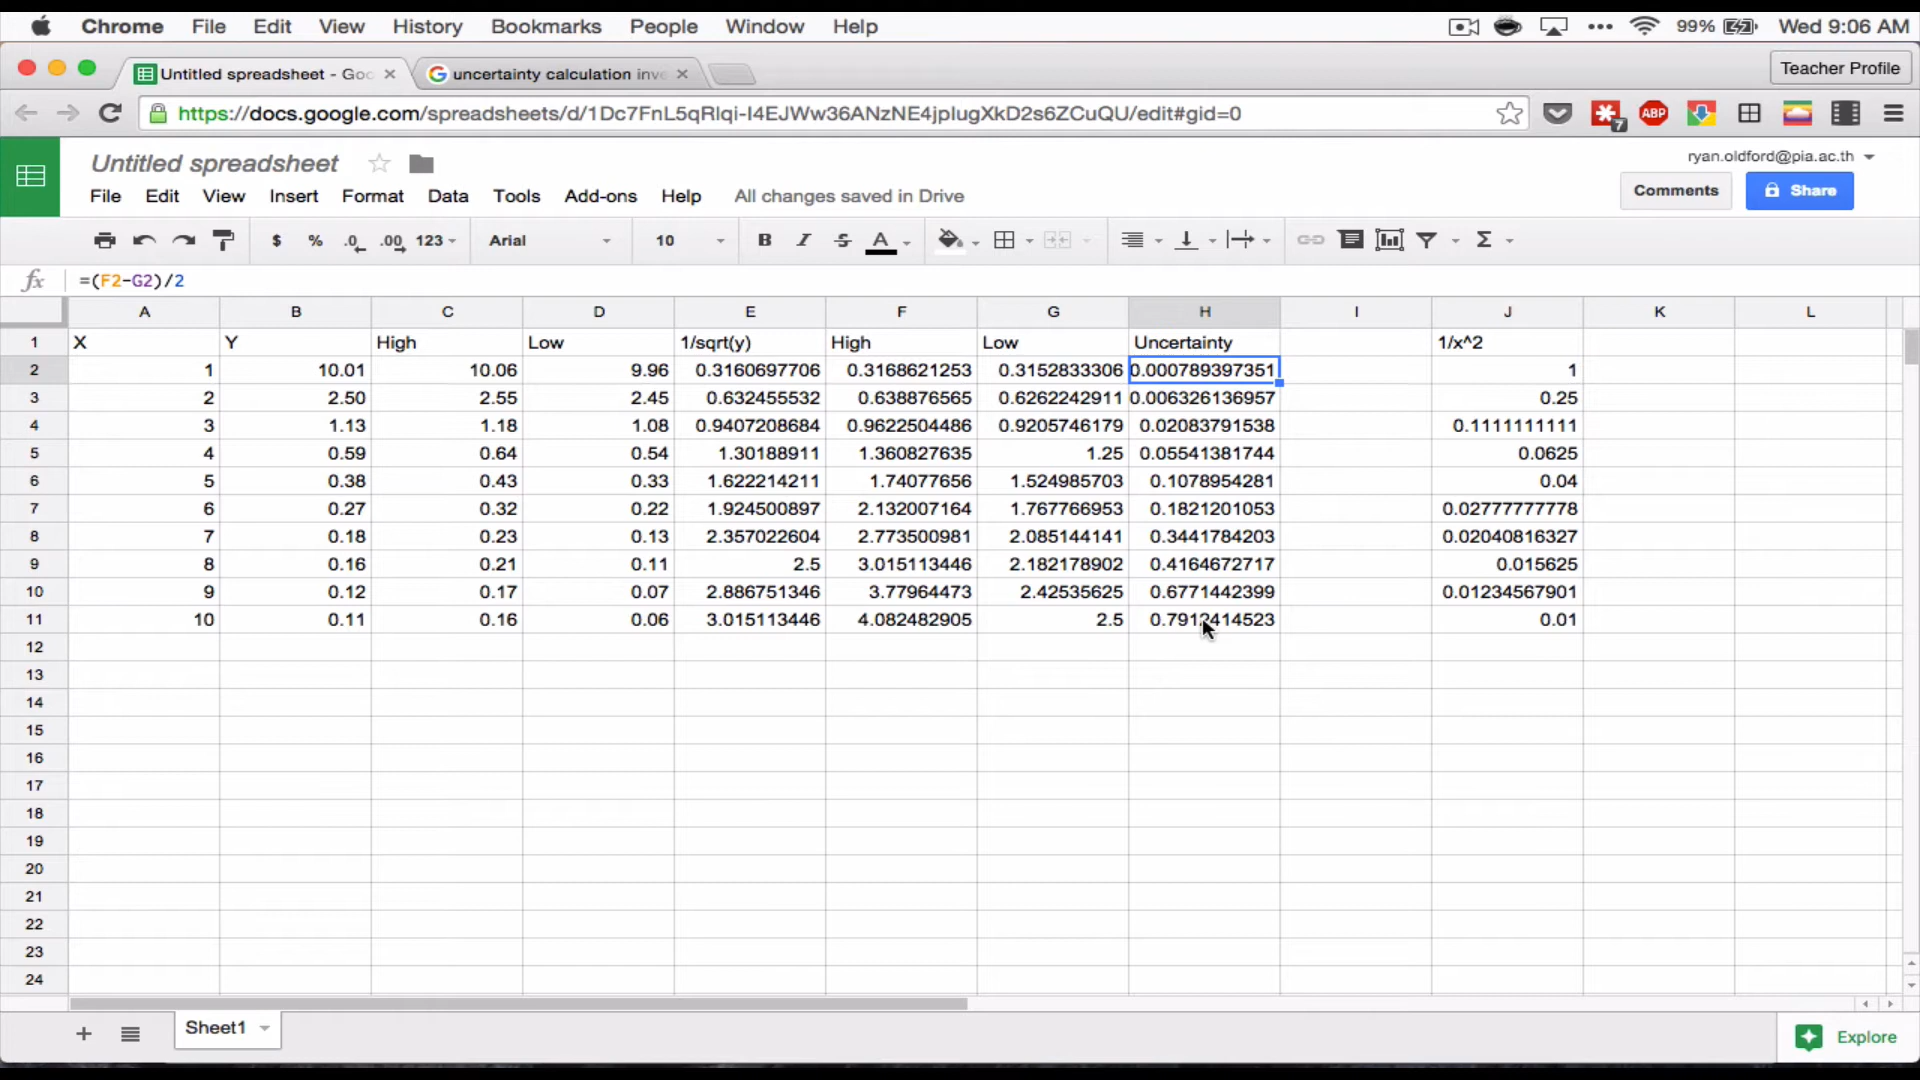 Chrome File Edit View History Bookmarks People Window Help 99% Wed 9:06 AM
Untitled spreadsheet - Goo uncertainty calculation inve Teacher Profile
https://docs.google.com/spreadsheets/d/1Dc7FnL5qRlqi-I4EJWw36ANzNE4jpIugXkD2s6ZCuQU/edit#gid=0 7 ABP
Untitled spreadsheet ryan.oldford@pia.ac.th
File Edit View Insert Format Data Tools Add-ons Help All changes saved in Drive Comments Share
$ % .0 .00 123 Arial 10 B I S A Σ
fx =(F2-G2)/2
A B C D E F G H I J K L
1 X Y High Low 1/sqrt(y) High Low Uncertainty 1/x^2
2 1 10.01 10.06 9.96 0.3160697706 0.3168621253 0.3152833306 0.000789397351 1
3 2 2.50 2.55 2.45 0.632455532 0.638876565 0.6262242911 0.006326136957 0.25
4 3 1.13 1.18 1.08 0.9407208684 0.9622504486 0.9205746179 0.02083791538 0.1111111111
5 4 0.59 0.64 0.54 1.30188911 1.360827635 1.25 0.05541381744 0.0625
6 5 0.38 0.43 0.33 1.622214211 1.74077656 1.524985703 0.1078954281 0.04
7 6 0.27 0.32 0.22 1.924500897 2.132007164 1.767766953 0.1821201053 0.02777777778
8 7 0.18 0.23 0.13 2.357022604 2.773500981 2.085144141 0.3441784203 0.02040816327
9 8 0.16 0.21 0.11 2.5 3.015113446 2.182178902 0.4164672717 0.015625
10 9 0.12 0.17 0.07 2.886751346 3.77964473 2.42535625 0.6771442399 0.01234567901
11 10 0.11 0.16 0.06 3.015113446 4.082482905 2.5 0.7912414523 0.01
12
13
14
15
16
17
18
19
20
21
22
23
24
Sheet1 Explore